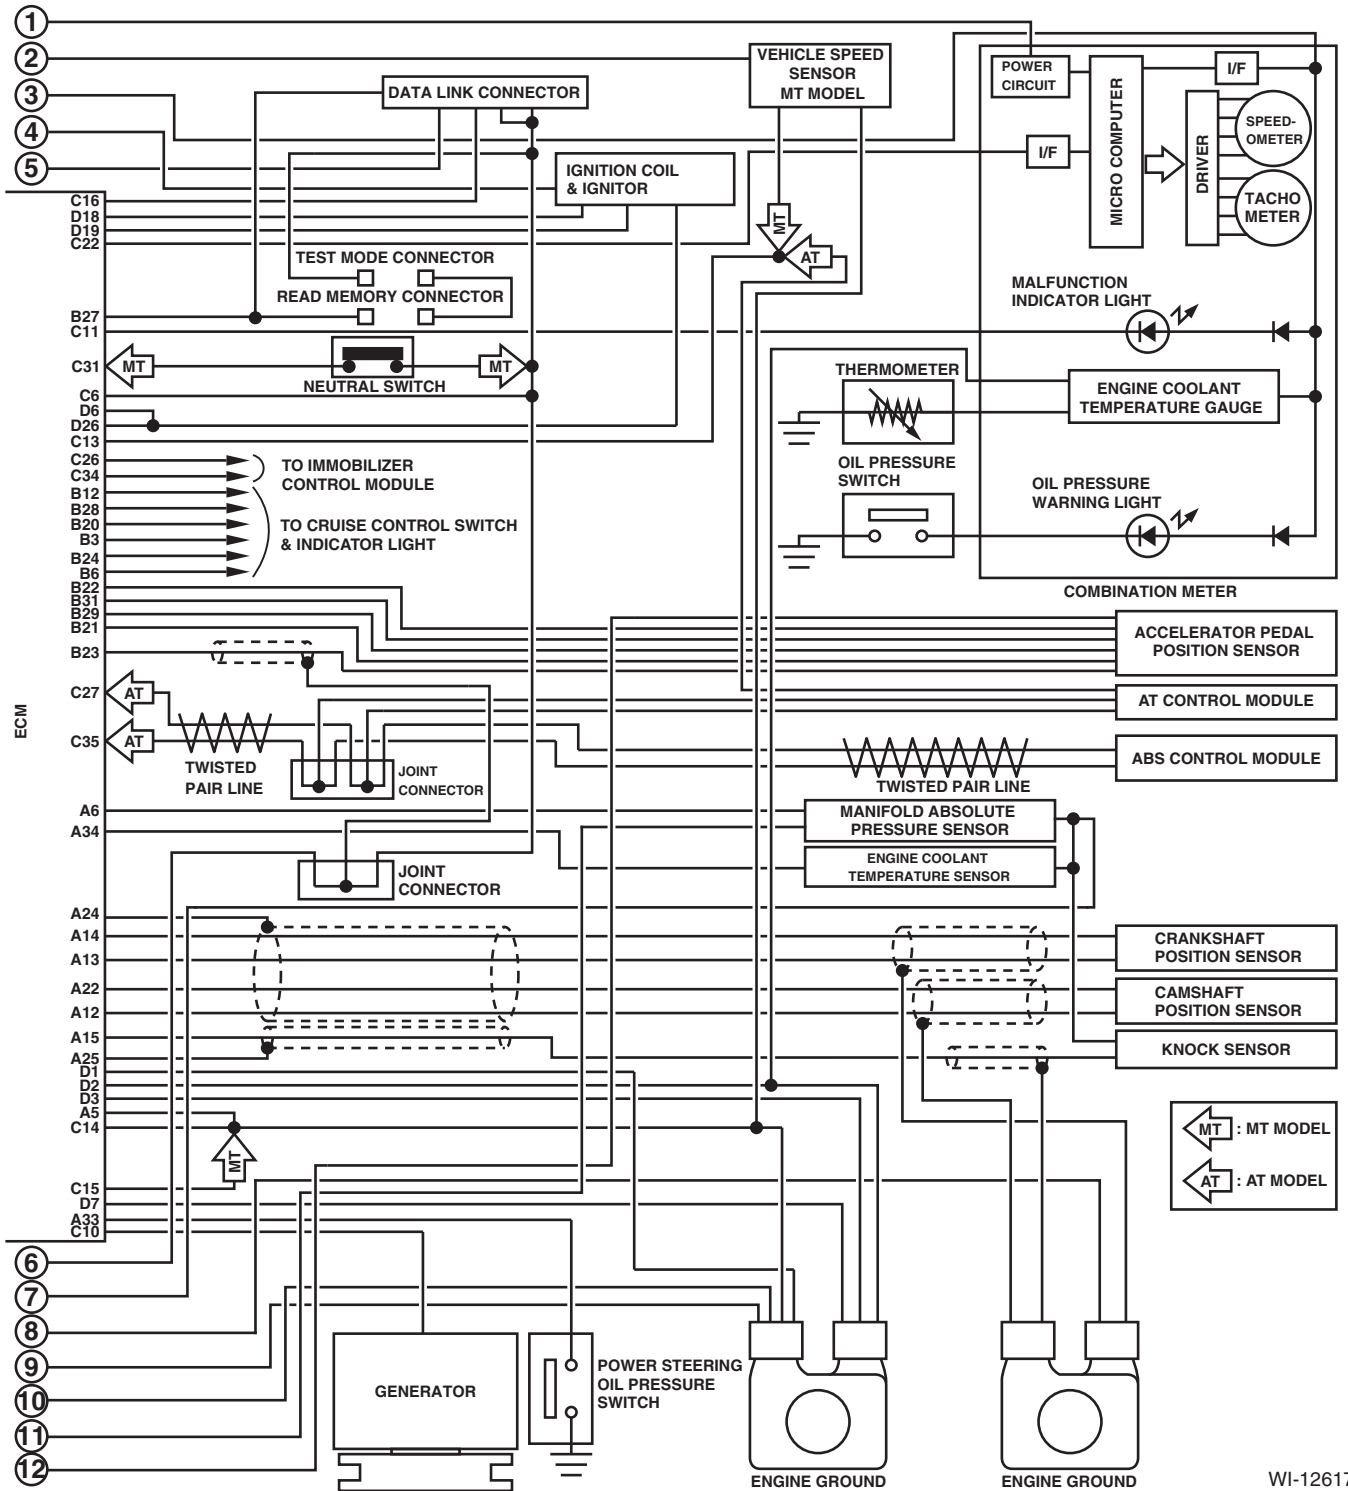 1
2
3
4
5
DATA LINK CONNECTOR
VEHICLE SPEED
SENSOR
MT MODEL
POWER
CIRCUIT
I/F
I/F
MICRO COMPUTER
DRIVER
SPEED-
OMETER
TACHO
METER
IGNITION COIL
& IGNITOR
C16
D18
D19
C22
MT
AT
TEST MODE CONNECTOR
READ MEMORY CONNECTOR
MALFUNCTION
INDICATOR LIGHT
B27
C11
C31
MT
MT
NEUTRAL SWITCH
THERMOMETER
ENGINE COOLANT
TEMPERATURE GAUGE
C6
D6
D26
C13
C26
C34
TO IMMOBILIZER
CONTROL MODULE
OIL PRESSURE
SWITCH
OIL PRESSURE
WARNING LIGHT
B12
B28
B20
B3
B24
B6
TO CRUISE CONTROL SWITCH
& INDICATOR LIGHT
COMBINATION METER
B22
B31
B29
B21
B23
ACCELERATOR PEDAL
POSITION SENSOR
ECM
C27
AT
AT CONTROL MODULE
C35
AT
TWISTED
PAIR LINE
JOINT
CONNECTOR
ABS CONTROL MODULE
TWISTED PAIR LINE
A6
A34
MANIFOLD ABSOLUTE
PRESSURE SENSOR
ENGINE COOLANT
TEMPERATURE SENSOR
JOINT
CONNECTOR
A24
A14
A13
A22
A12
A15
A25
D1
D2
D3
A5
C14
CRANKSHAFT
POSITION SENSOR
CAMSHAFT
POSITION SENSOR
KNOCK SENSOR
MT
MT : MT MODEL
AT : AT MODEL
C15
D7
A33
C10
6
7
8
9
10
11
12
GENERATOR
POWER STEERING
OIL PRESSURE
SWITCH
ENGINE GROUND
ENGINE GROUND
WI-12617